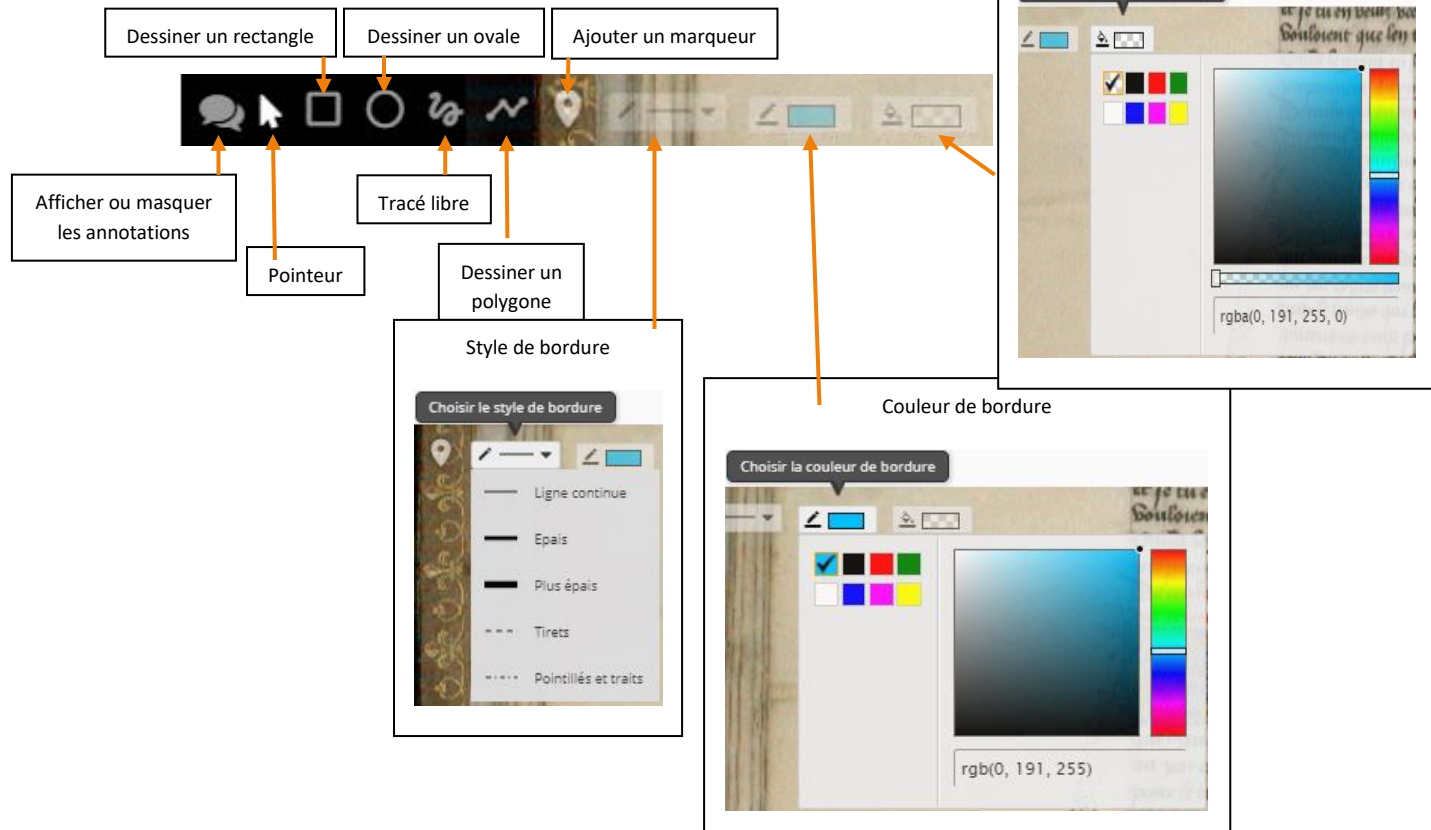 Dessiner un rectangle
Dessiner un ovale
Ajouter un marqueur
Afficher ou masquer
les annotations
Pointeur
Tracé libre
Dessiner un
polygone
Style de bordure
Choisir le style de bordure
Ligne continue
Epais
Plus épais
Tirets
Pointillés et traits
Couleur de bordure
Choisir la couleur de bordure
rgb(0, 191, 255)
rgba(0, 191, 255, 0)